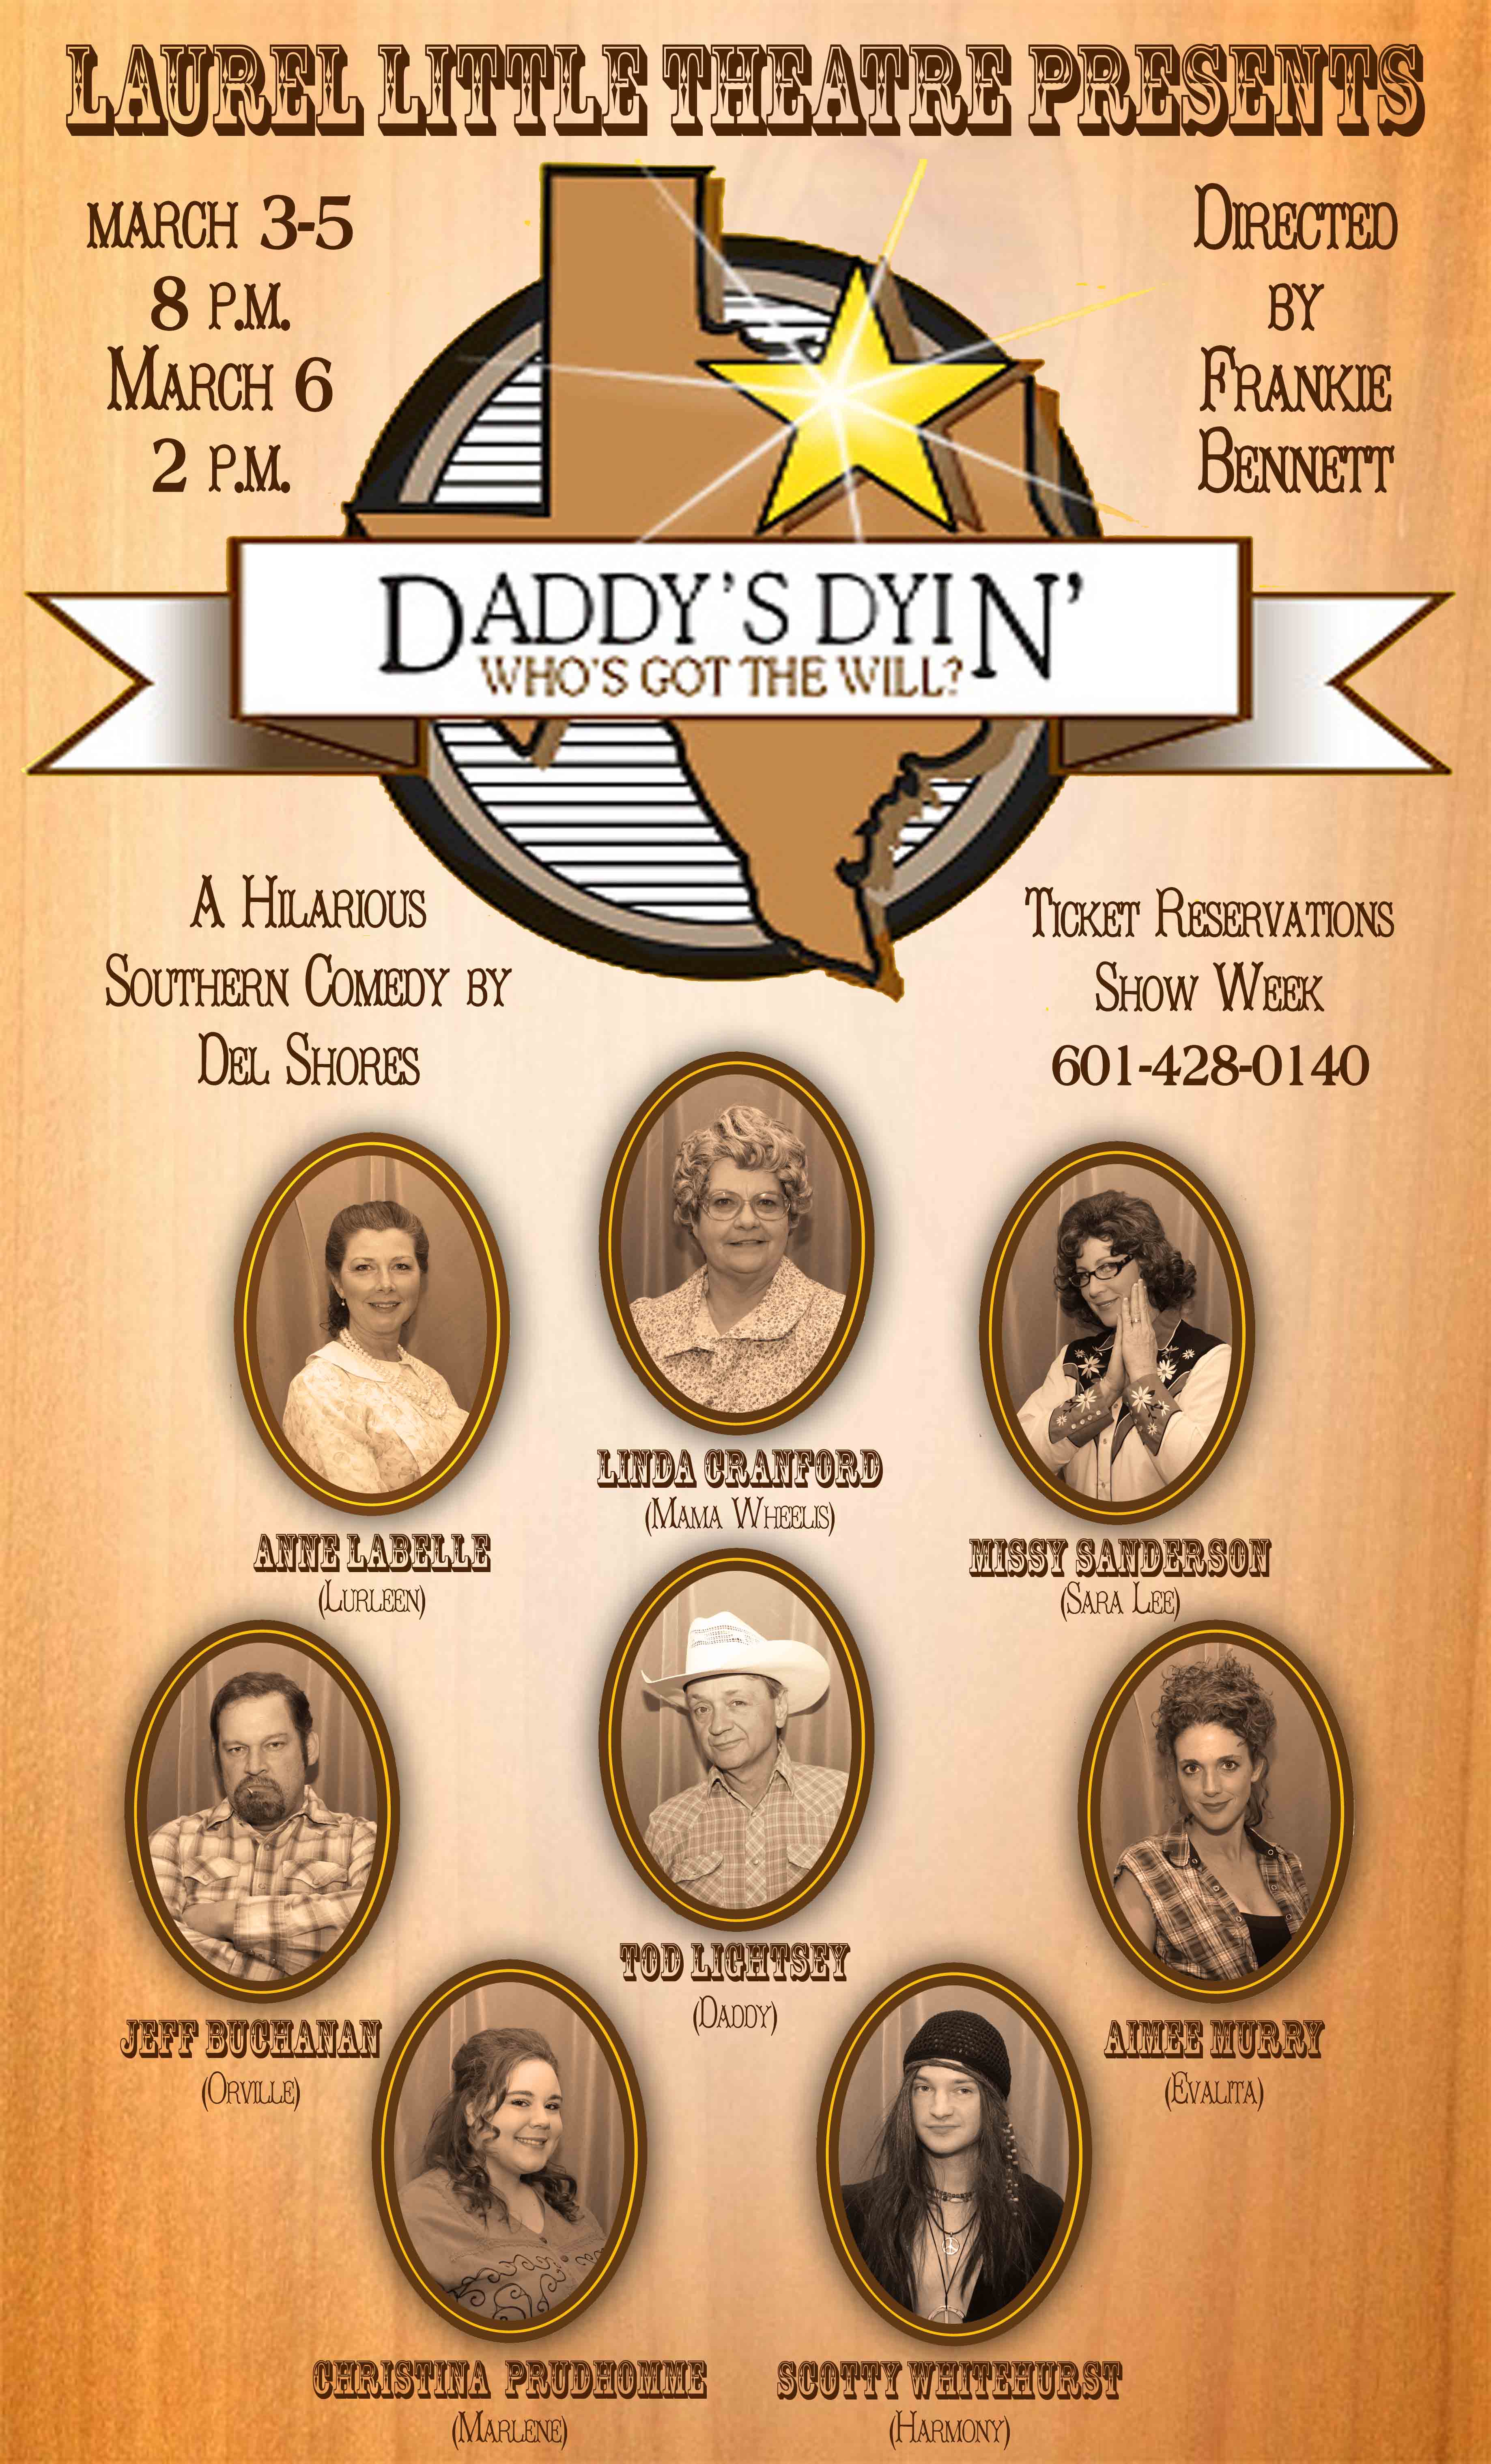 LAUREL LITTLE THEATRE PRESENTS
MARCH 3-5
8 P.M.
MARCH 6
2 P.M.
DIRECTED
BY
FRANKIE
BENNETT
DADDY'S DYIN'
WHO'S GOT THE WILL?
A HILARIOUS
SOUTHERN COMEDY BY
DEL SHORES
TICKET RESERVATIONS
SHOW WEEK
601-428-0140
LINDA CRANFORD
(MAMA WHEELIS)
ANNE LABELLE
(LURLEEN)
MISSY SANDERSON
(SARA LEE)
TOD LIGHTSEY
(DADDY)
JEFF BUCHANAN
(ORVILLE)
AIMEE MURRY
(EVALITA)
CHRISTINA PRUDHOMME
(MARLENE)
SCOTTY WHITEHURST
(HARMONY)